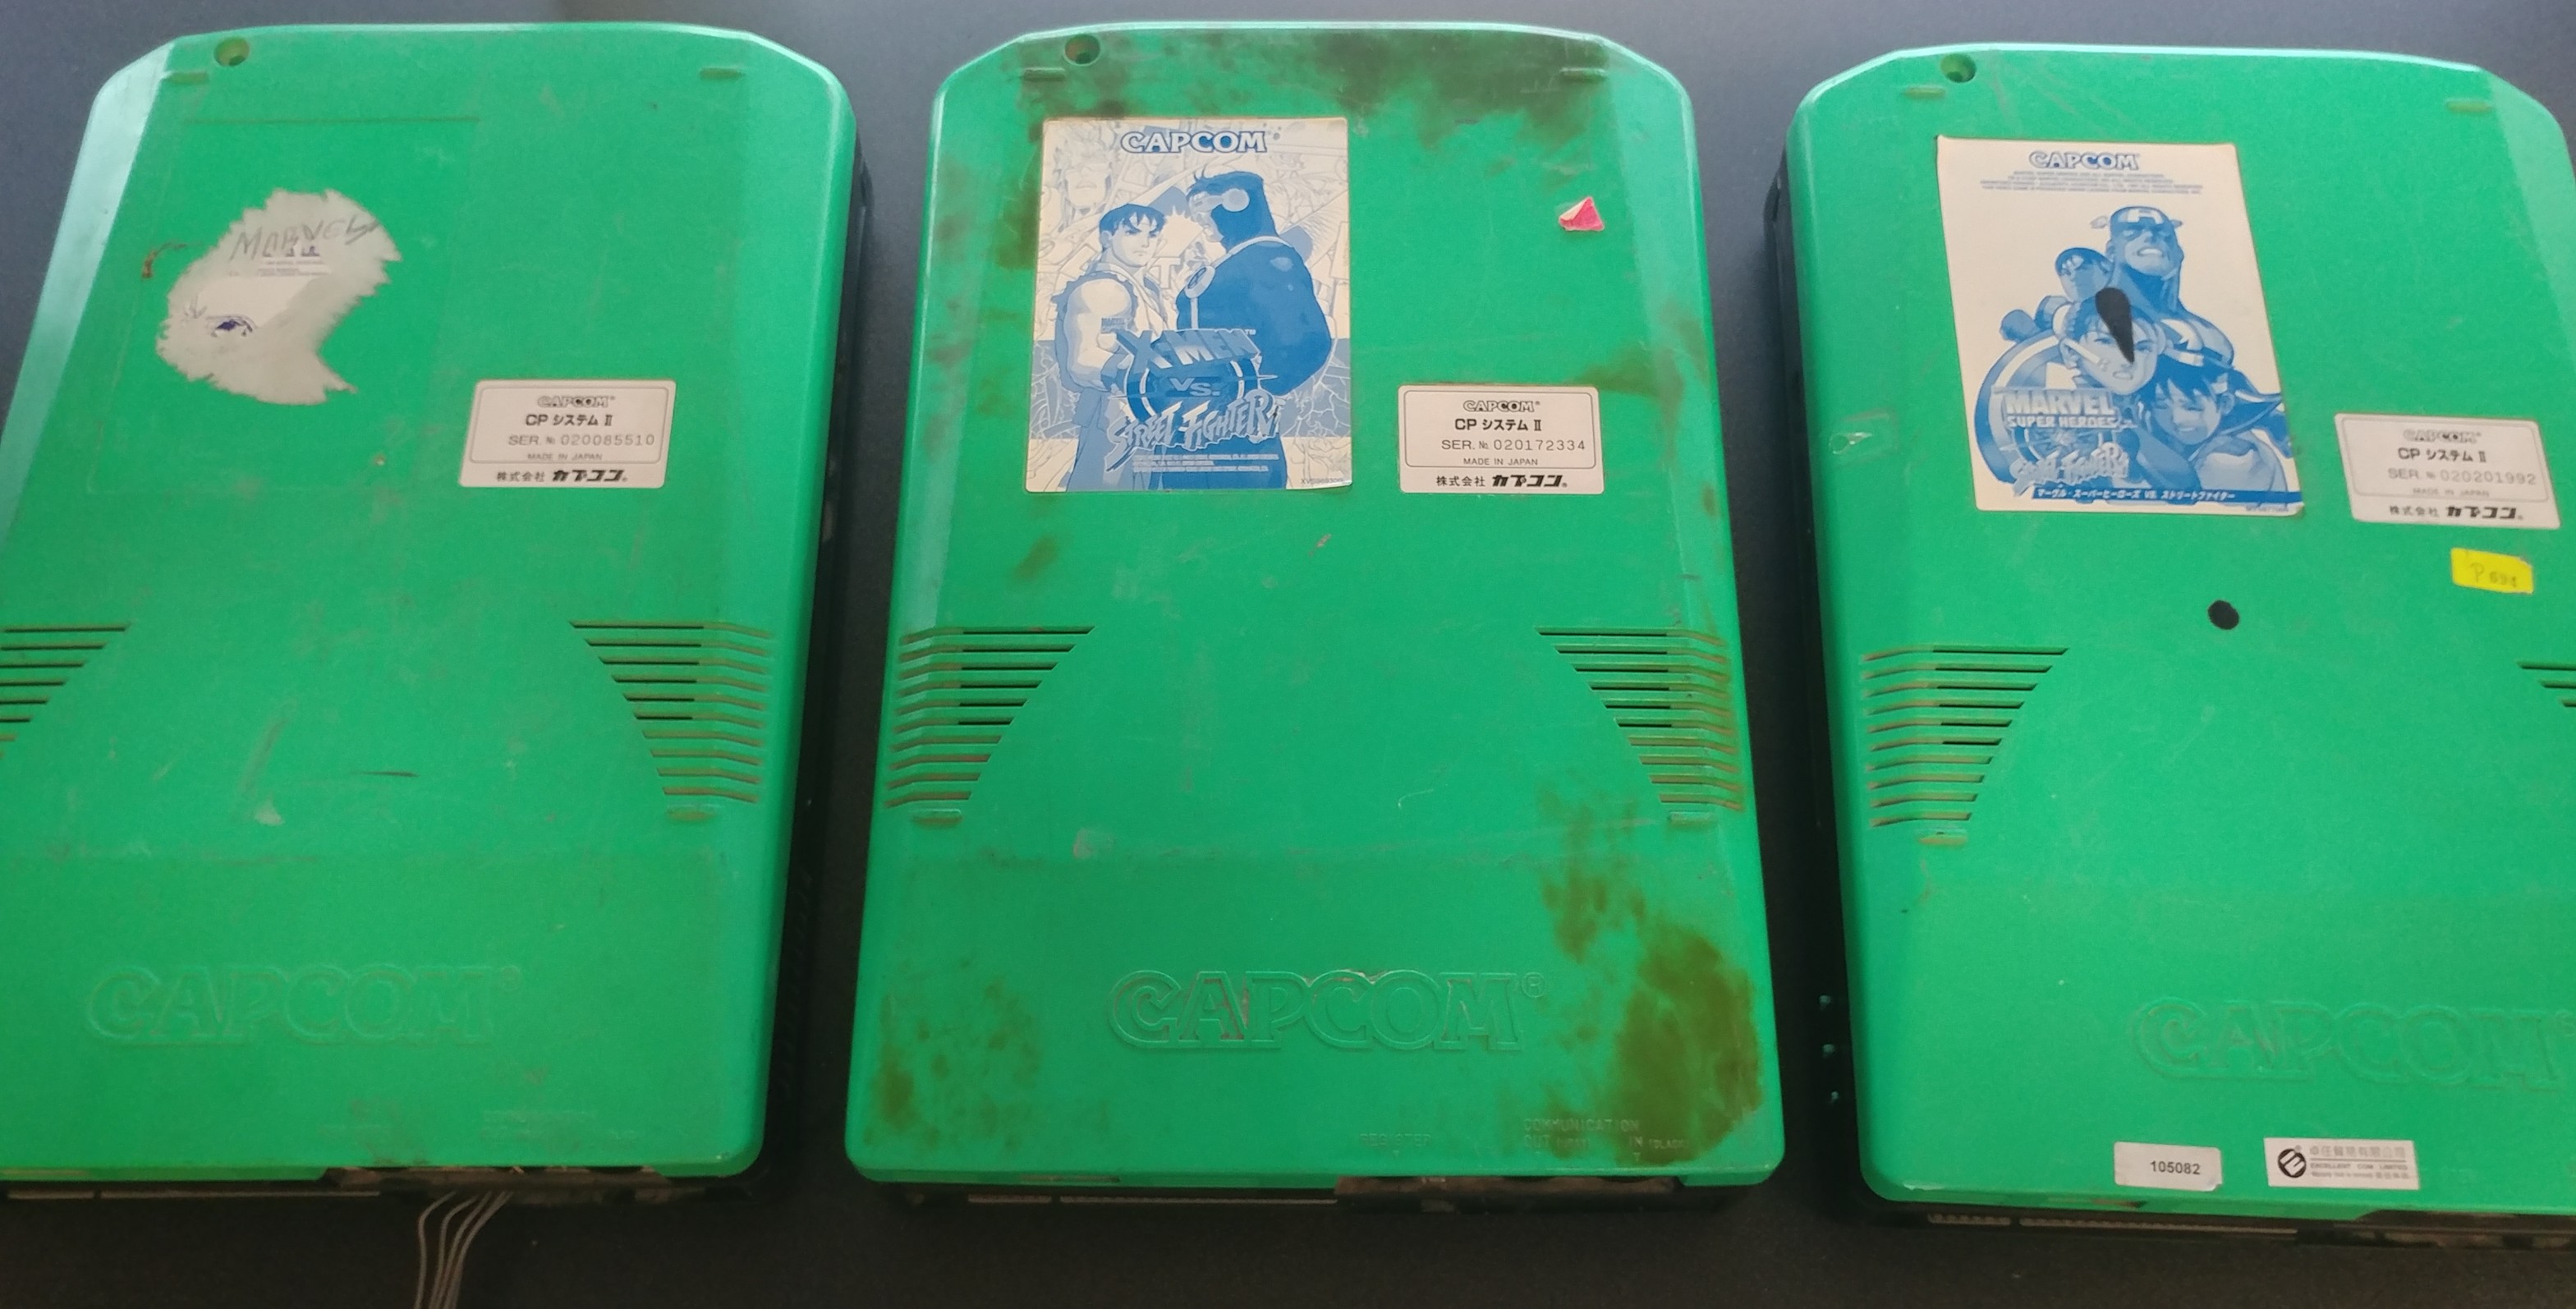 MARVEL
CAPCOM®
CP システム II
SER. № 020085510
MADE IN JAPAN
株式会社 カプコン。
CAPCOM®
CAPCOM
X-MEN™
VS.
STREET FIGHTER
CAPCOM®
CP システム II
SER. № 020172334
MADE IN JAPAN
株式会社 カプコン。
CAPCOM®
REGISTER
COMMUNICATION
OUT IN (BLACK)
CAPCOM®
MARVEL
SUPER HEROES
VS.
STREET FIGHTER
マーヴル・スーパーヒーローズ VS. ストリートファイター
CAPCOM®
CP システム II
SER. № 020201992
MADE IN JAPAN
株式会社 カプコン。
CAPCOM
105082
EXCELLENT COM LIMITED